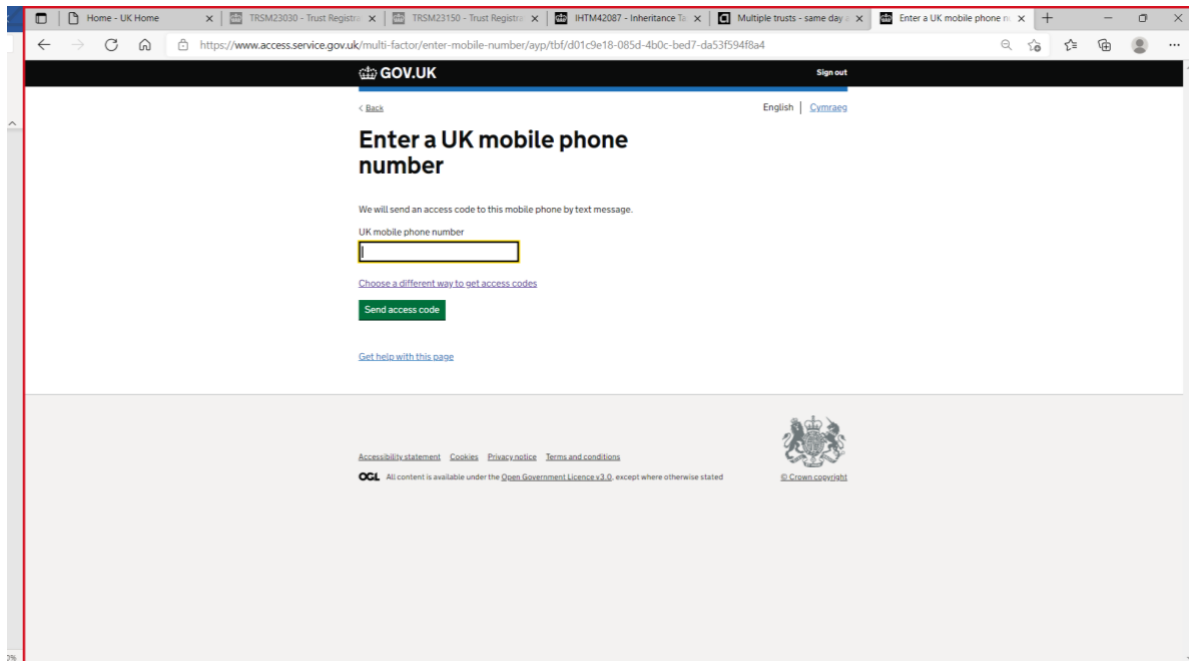 Home - UK Home
TRSM23030 - Trust Registra
TRSM23150 - Trust Registra
IHTM42087 - Inheritance Ta
Multiple trusts - same day
Enter a UK mobile phone n
https://www.access.service.gov.uk/multi-factor/enter-mobile-number/ayp/tbf/d01c9e18-085d-4b0c-bed7-da53f594f8a4
GOV.UK
Sign out
< Back
English | Cymraeg
Enter a UK mobile phone
number
We will send an access code to this mobile phone by text message.
UK mobile phone number
Choose a different way to get access codes
Send access code
Get help with this page
Accessibility statement Cookies Privacy notice Terms and conditions
OGL All content is available under the Open Government Licence v3.0, except where otherwise stated
© Crown copyright